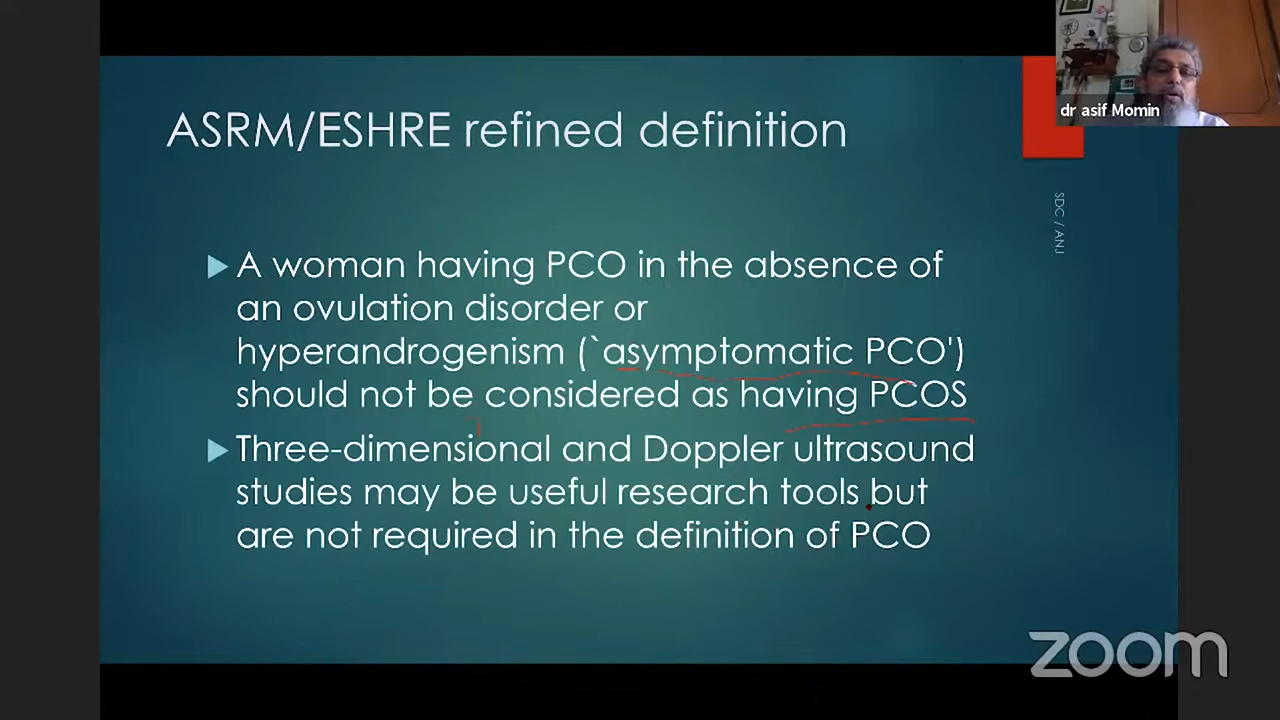 dr asif Momin
ASRM/ESHRE refined definition
SDC / ANJ
A woman having PCO in the absence of
an ovulation disorder or
hyperandrogenism (`asymptomatic PCO')
should not be considered as having PCOS
Three-dimensional and Doppler ultrasound
studies may be useful research tools but
are not required in the definition of PCO
zoom